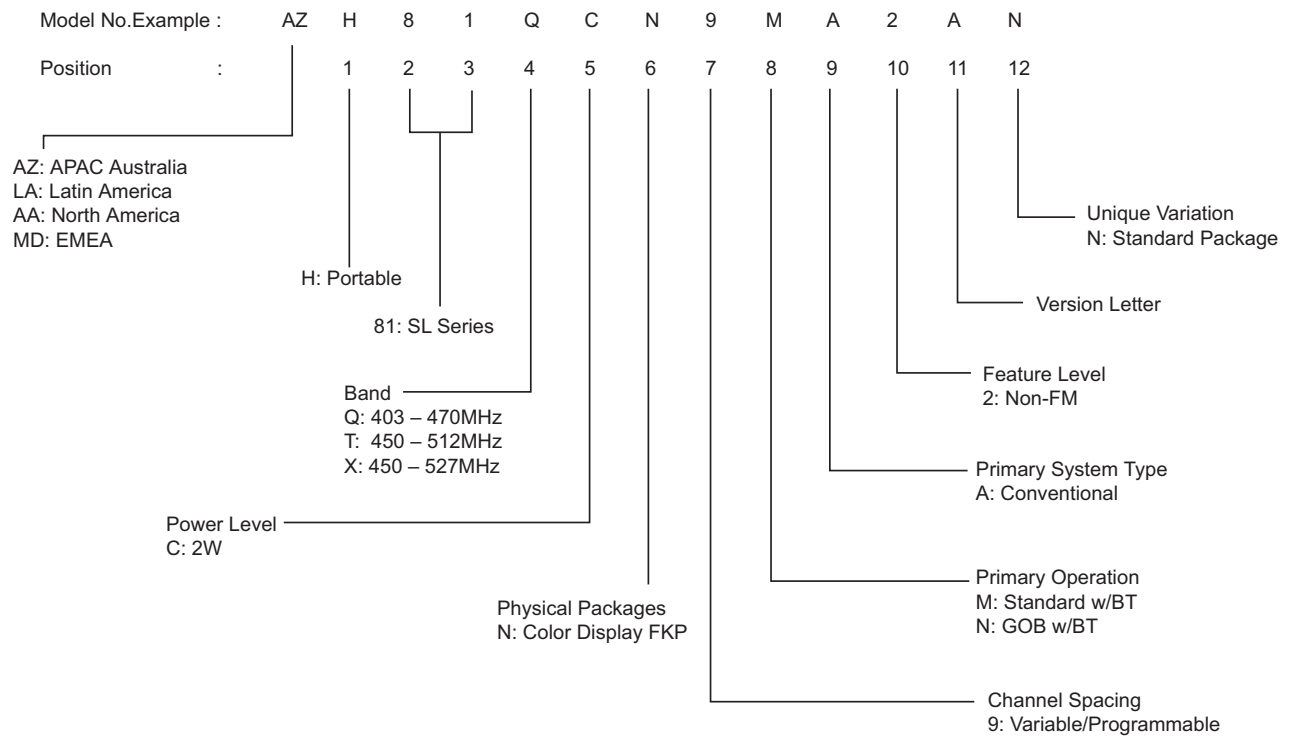 Model No.Example : AZ H 8 1 Q C N 9 M A 2 A N
Position : 1 2 3 4 5 6 7 8 9 10 11 12
AZ: APAC Australia
LA: Latin America
AA: North America
MD: EMEA
H: Portable
81: SL Series
Band
Q: 403 – 470MHz
T: 450 – 512MHz
X: 450 – 527MHz
Power Level
C: 2W
Physical Packages
N: Color Display FKP
Unique Variation
N: Standard Package
Version Letter
Feature Level
2: Non-FM
Primary System Type
A: Conventional
Primary Operation
M: Standard w/BT
N: GOB w/BT
Channel Spacing
9: Variable/Programmable